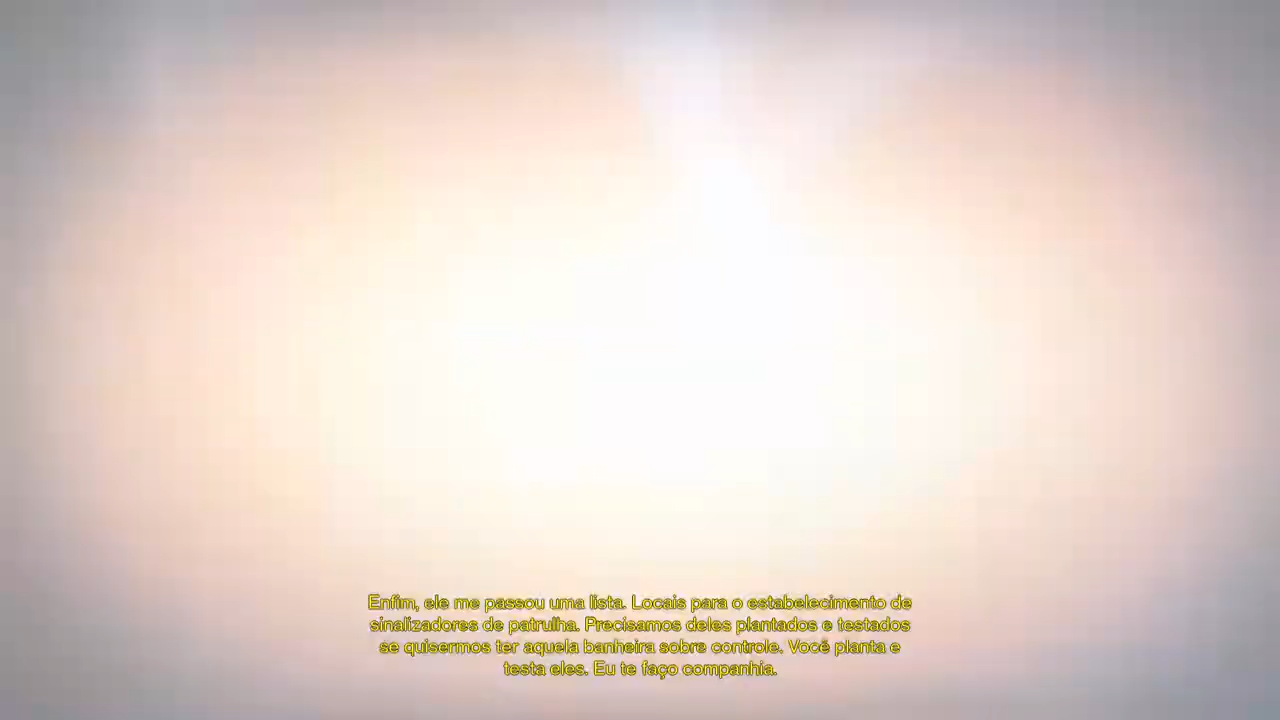 Enfim, ele me passou uma lista. Locais para o estabelecimento de
sinalizadores de patrulha. Precisamos deles plantados e testados
se quisermos ter aquela banheira sobre controle. Você planta e
testa eles. Eu te faço companhia.